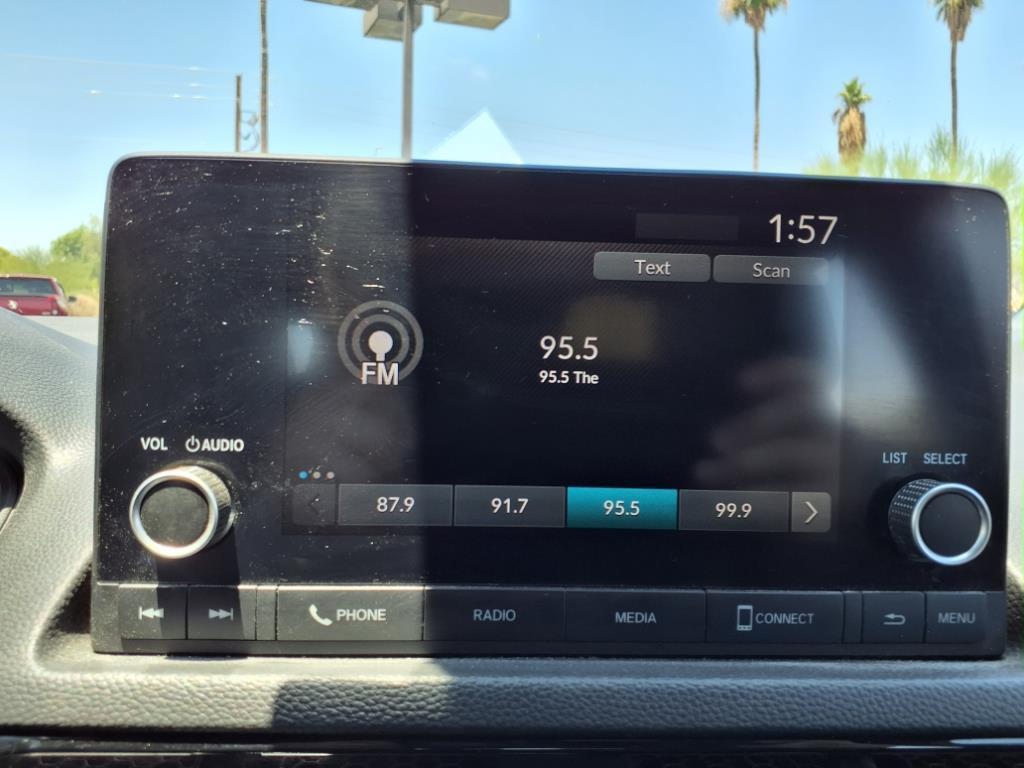 1:57
Text Scan
FM
95.5
95.5 The
VOL AUDIO
LIST SELECT
87.9 91.7 95.5 99.9
PHONE RADIO MEDIA CONNECT MENU